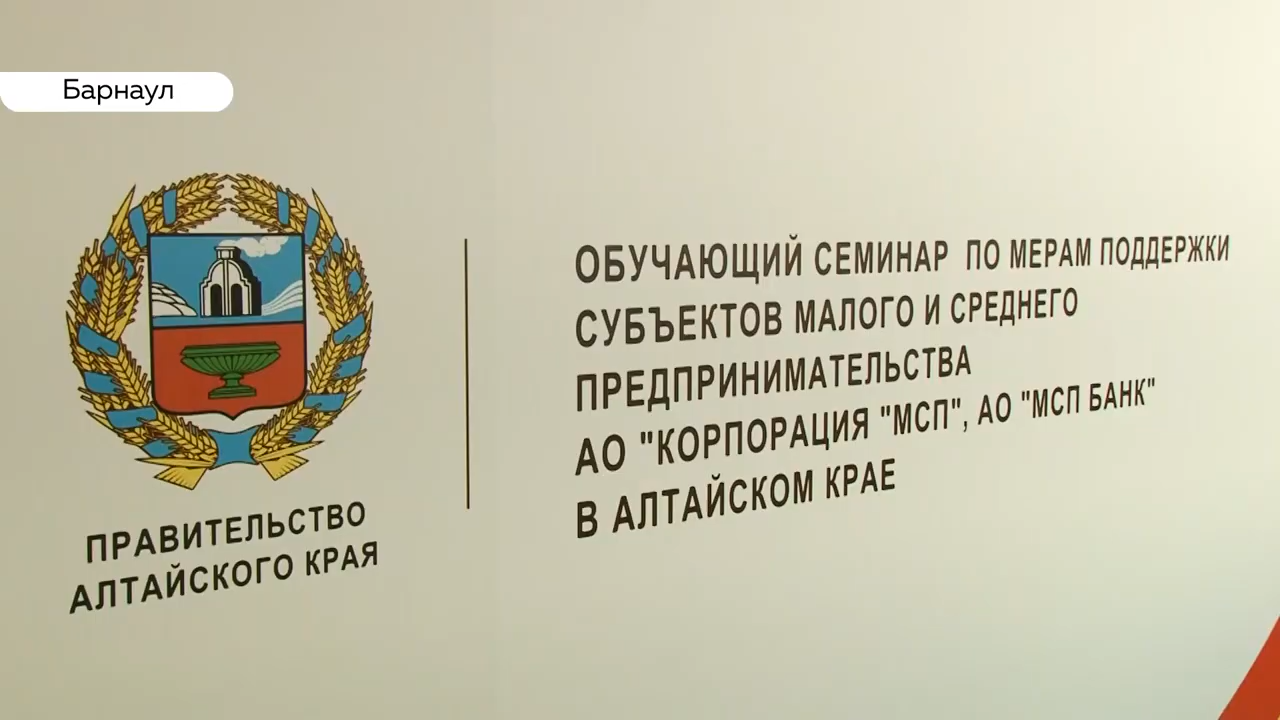 Барнаул
ОБУЧАЮЩИЙ СЕМИНАР ПО МЕРАМ ПОДДЕРЖКИ
СУБЪЕКТОВ МАЛОГО И СРЕДНЕГО
ПРЕДПРИНИМАТЕЛЬСТВА
АО "КОРПОРАЦИЯ "МСП", АО "МСП БАНК"
В АЛТАЙСКОМ КРАЕ
ПРАВИТЕЛЬСТВО
АЛТАЙСКОГО КРАЯ